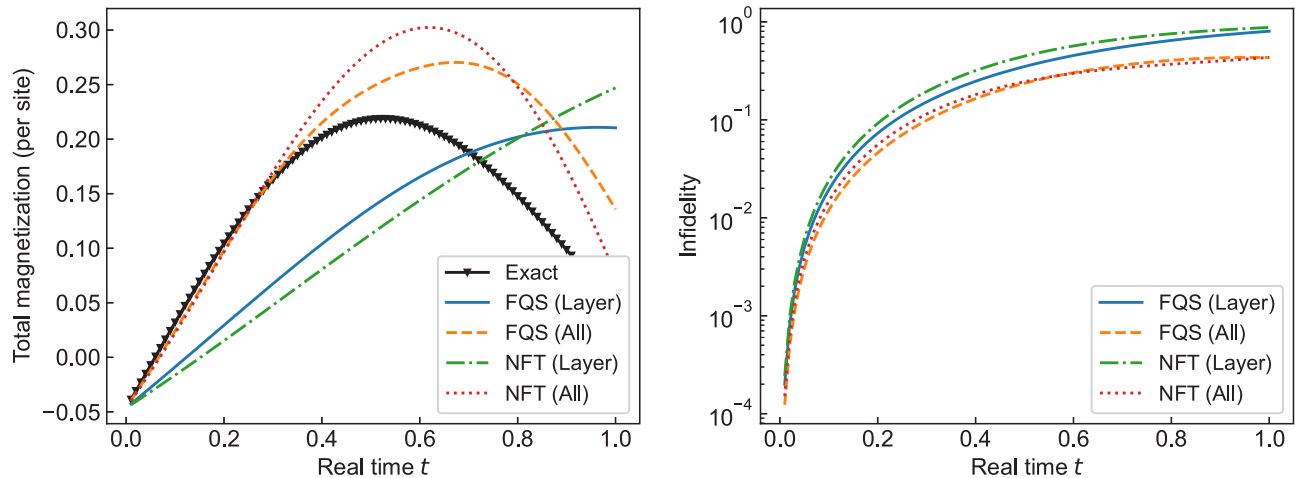 Total magnetization (per site)
0.30
0.25
0.20
0.15
0.10
0.05
0.00
−0.05
0.0 0.2 0.4 0.6 0.8 1.0
Real time t
Exact
FQS (Layer)
FQS (All)
NFT (Layer)
NFT (All)
Infidelity
10^0
10^−1
10^−2
10^−3
10^−4
0.0 0.2 0.4 0.6 0.8 1.0
Real time t
FQS (Layer)
FQS (All)
NFT (Layer)
NFT (All)